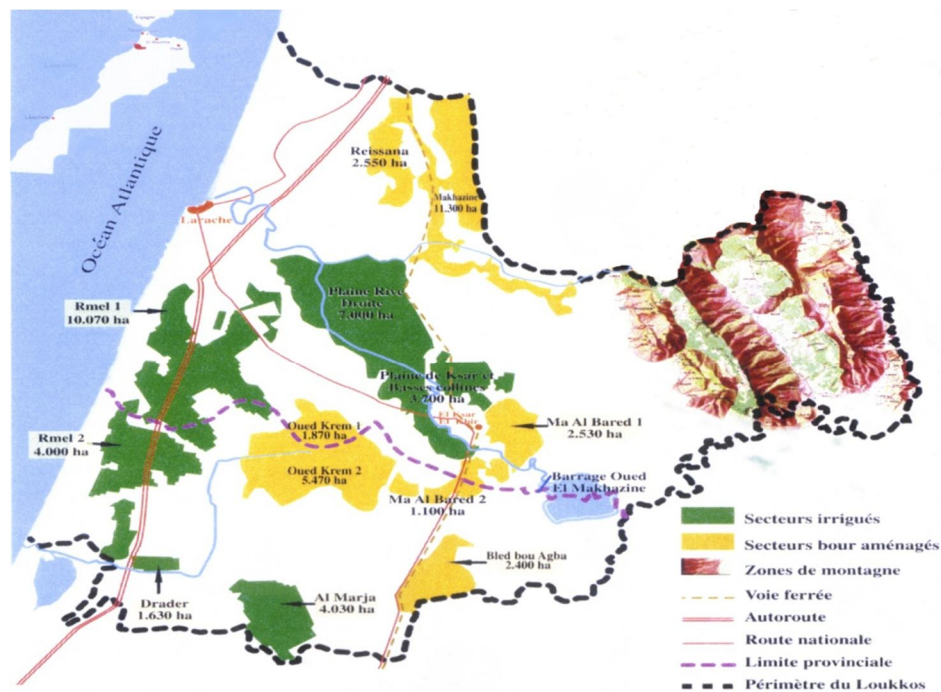 Espagne
Océan Atlantique
Larache
Reissana
2.550 ha
Makhazine
11.300 ha
Rmel 1
10.070 ha
Plaine Rive
Droite
7.000 ha
Plaine de Ksar et
Basses collines
3.700 ha
El Ksar
El Kbir
Rmel 2
4.000 ha
Oued Krem 1
1.870 ha
Oued Krem 2
5.470 ha
Ma Al Bared 1
2.530 ha
Ma Al Bared 2
1.100 ha
Barrage Oued
El Makhazine
Bled bou Agba
2.400 ha
Drader
1.630 ha
Al Marja
4.030 ha
Secteurs irrigués
Secteurs bour aménagés
Zones de montagne
Voie ferrée
Autoroute
Route nationale
Limite provinciale
Périmètre du Loukkos